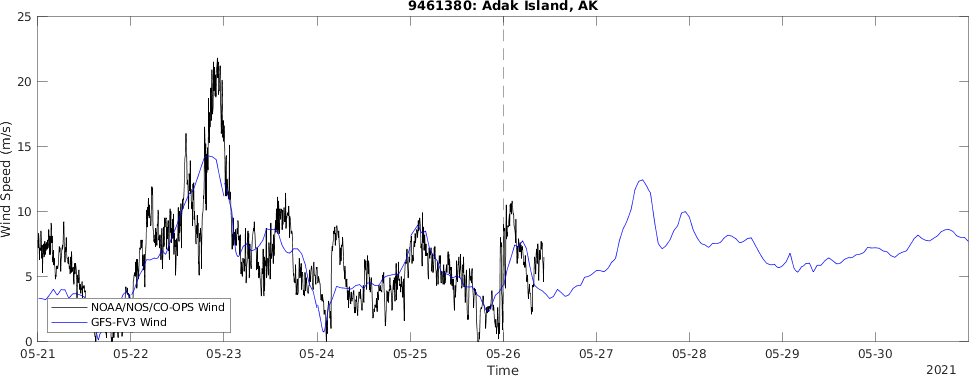 9461380: Adak Island, AK
25
20
15
10
5
0
Wind Speed (m/s)
NOAA/NOS/CO-OPS Wind
GFS-FV3 Wind
05-21 05-22 05-23 05-24 05-25 05-26 05-27 05-28 05-29 05-30
Time
2021